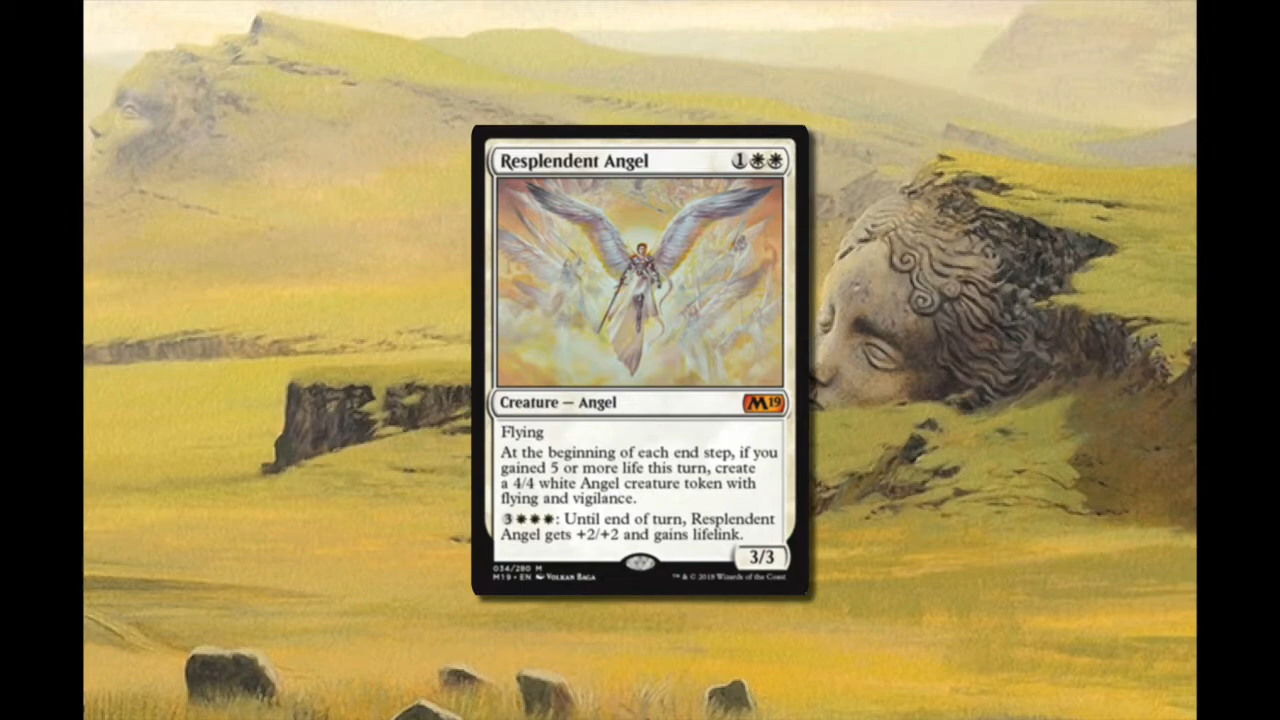 Resplendent Angel 1
Creature — Angel M19
Flying
At the beginning of each end step, if you
gained 5 or more life this turn, create
a 4/4 white Angel creature token with
flying and vigilance.
3: Until end of turn, Resplendent
Angel gets +2/+2 and gains lifelink.
3/3
034/280 M
M19 • EN Volkan Baga ™ & © 2018 Wizards of the Coast